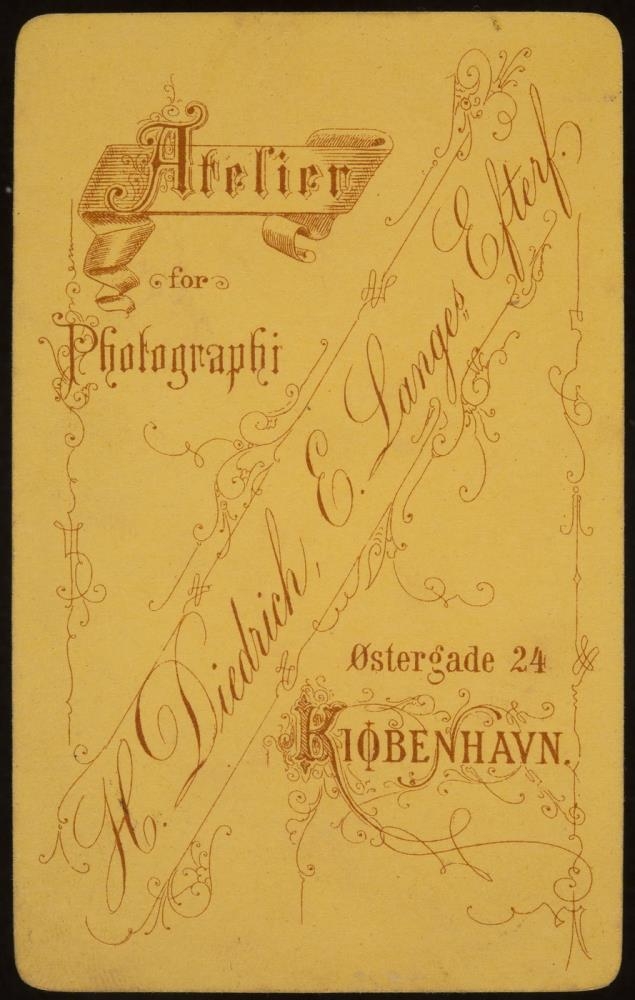 Atelier
for
Photographi
H. Diedrich, E. Langes Efterf.
Østergade 24
KIØBENHAVN.